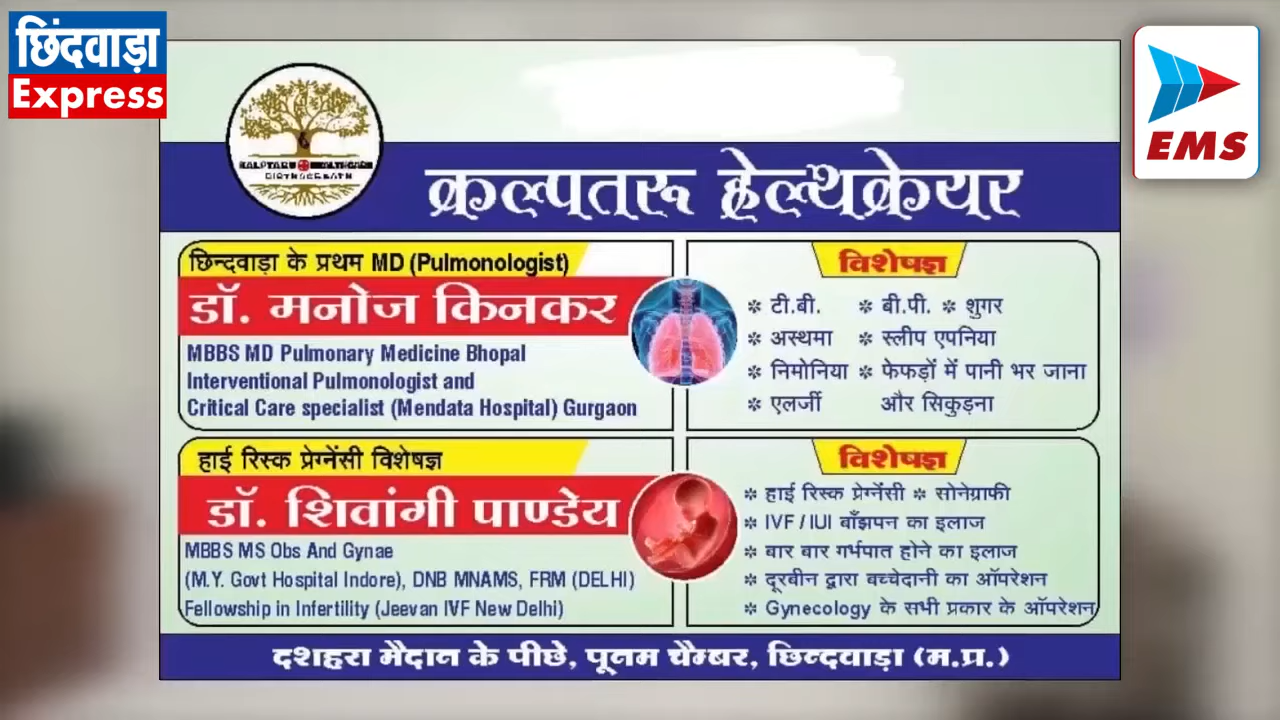 छिंदवाड़ा
Express
EMS
KALPTARU HEALTHCARE
कल्पतरू हेल्थकेयर
छिन्दवाड़ा के प्रथम MD (Pulmonologist)
डॉ. मनोज किनकर
MBBS MD Pulmonary Medicine Bhopal
Interventional Pulmonologist and
Critical Care specialist (Mendata Hospital) Gurgaon
विशेषज्ञ
* टी.बी. * बी.पी. * शुगर
* अस्थमा * स्लीप एपनिया
* निमोनिया * फेफड़ों में पानी भर जाना
* एलर्जी और सिकुड़ना
हाई रिस्क प्रेग्नेंसी विशेषज्ञ
डॉ. शिवांगी पाण्डेय
MBBS MS Obs And Gynae
(M.Y. Govt Hospital Indore), DNB MNAMS, FRM (DELHI)
Fellowship in Infertility (Jeevan IVF New Delhi)
विशेषज्ञ
* हाई रिस्क प्रेग्नेंसी * सोनेग्राफी
* IVF / IUI बाँझपन का इलाज
* बार बार गर्भपात होने का इलाज
* दूरबीन द्वारा बच्चेदानी का ऑपरेशन
* Gynecology के सभी प्रकार के ऑपरेशन
दशहरा मैदान के पीछे, पूनम चैम्बर, छिन्दवाड़ा (म.प्र.)